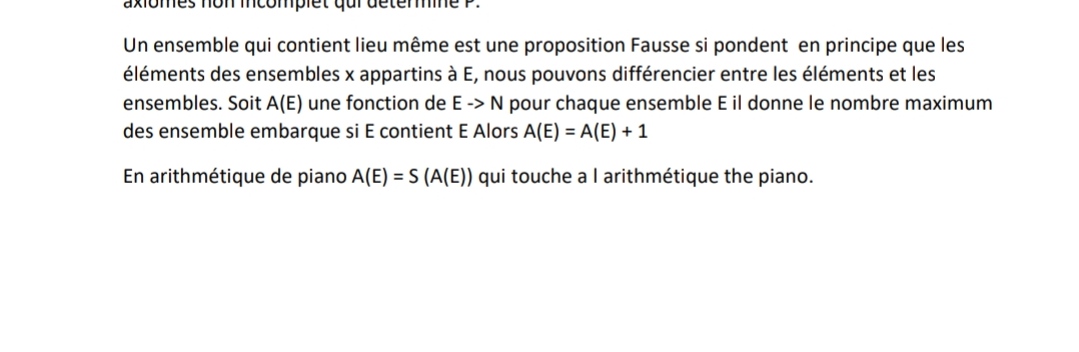 axiomes non incomplet qui détermine P.
Un ensemble qui contient lieu même est une proposition Fausse si pondent en principe que les
éléments des ensembles x appartins à E, nous pouvons différencier entre les éléments et les
ensembles. Soit A(E) une fonction de E -> N pour chaque ensemble E il donne le nombre maximum
des ensemble embarque si E contient E Alors A(E) = A(E) + 1
En arithmétique de piano A(E) = S (A(E)) qui touche a l arithmétique the piano.